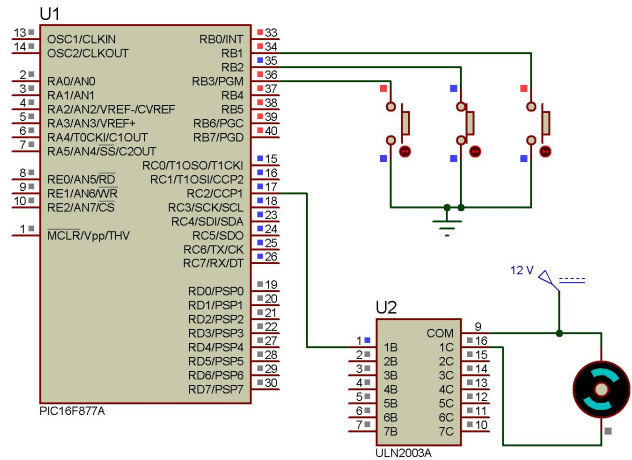 U1
13 OSC1/CLKIN RB0/INT 33
14 OSC2/CLKOUT RB1 34
RB2 35
2 RA0/AN0 RB3/PGM 36
3 RA1/AN1 RB4 37
4 RA2/AN2/VREF-/CVREF RB5 38
5 RA3/AN3/VREF+ RB6/PGC 39
6 RA4/T0CKI/C1OUT RB7/PGD 40
7 RA5/AN4/SS/C2OUT
RC0/T1OSO/T1CKI 15
8 RE0/AN5/RD RC1/T1OSI/CCP2 16
9 RE1/AN6/WR RC2/CCP1 17
10 RE2/AN7/CS RC3/SCK/SCL 18
RC4/SDI/SDA 23
1 MCLR/Vpp/THV RC5/SDO 24
RC6/TX/CK 25
RC7/RX/DT 26
RD0/PSP0 19
RD1/PSP1 20
RD2/PSP2 21
RD3/PSP3 22
RD4/PSP4 27
RD5/PSP5 28
RD6/PSP6 29
RD7/PSP7 30
PIC16F877A
12 V
U2
COM 9
1 1B 1C 16
2 2B 2C 15
3 3B 3C 14
4 4B 4C 13
5 5B 5C 12
6 6B 6C 11
7 7B 7C 10
ULN2003A